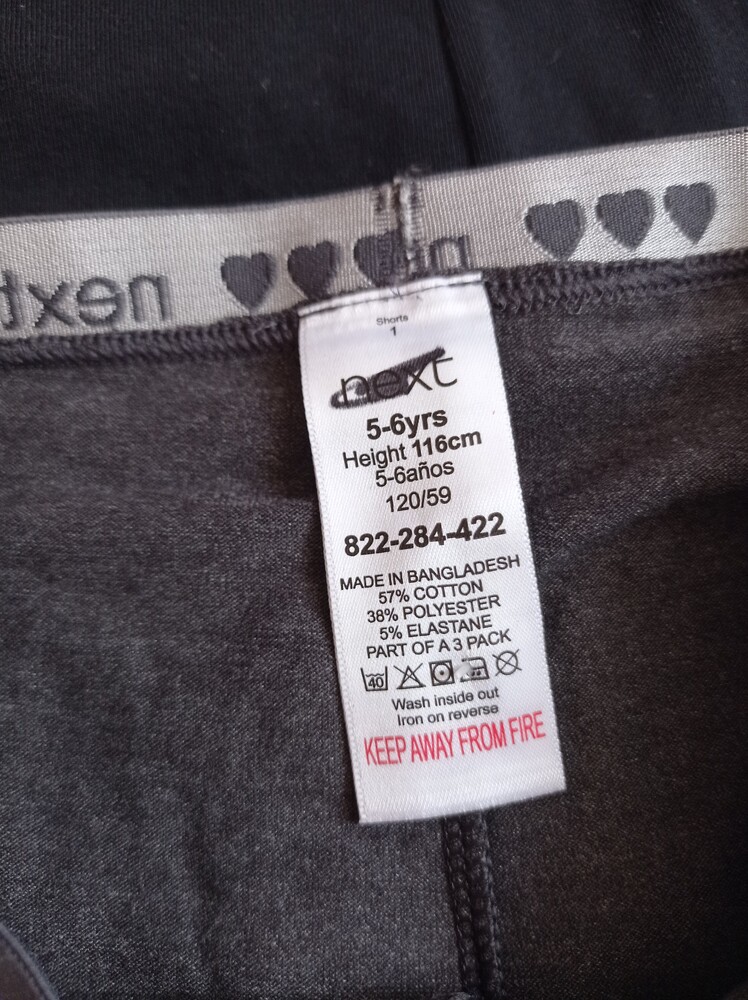 next
Shorts
1
next
5-6yrs
Height 116cm
5-6años
120/59
822-284-422
MADE IN BANGLADESH
57% COTTON
38% POLYESTER
5% ELASTANE
PART OF A 3 PACK
40
Wash inside out
Iron on reverse
KEEP AWAY FROM FIRE